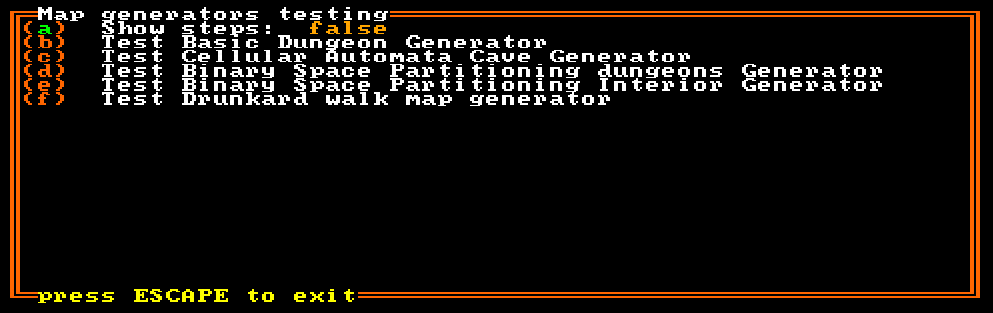 Map generators testing
(a) Show steps: false
(b) Test Basic Dungeon Generator
(c) Test Cellular Automata Cave Generator
(d) Test Binary Space Partitioning dungeons Generator
(e) Test Binary Space Partitioning Interior Generator
(f) Test Drunkard walk map generator
press ESCAPE to exit